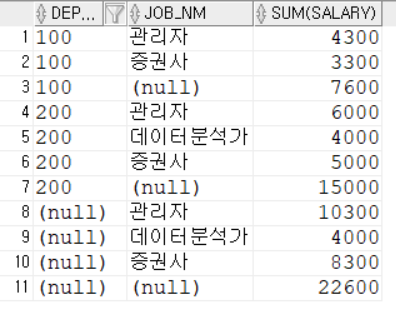 DEP... JOB_NM SUM(SALARY)
1 100 관리자 4300
2 100 증권사 3300
3 100 (null) 7600
4 200 관리자 6000
5 200 데이터분석가 4000
6 200 증권사 5000
7 200 (null) 15000
8 (null) 관리자 10300
9 (null) 데이터분석가 4000
10 (null) 증권사 8300
11 (null) (null) 22600